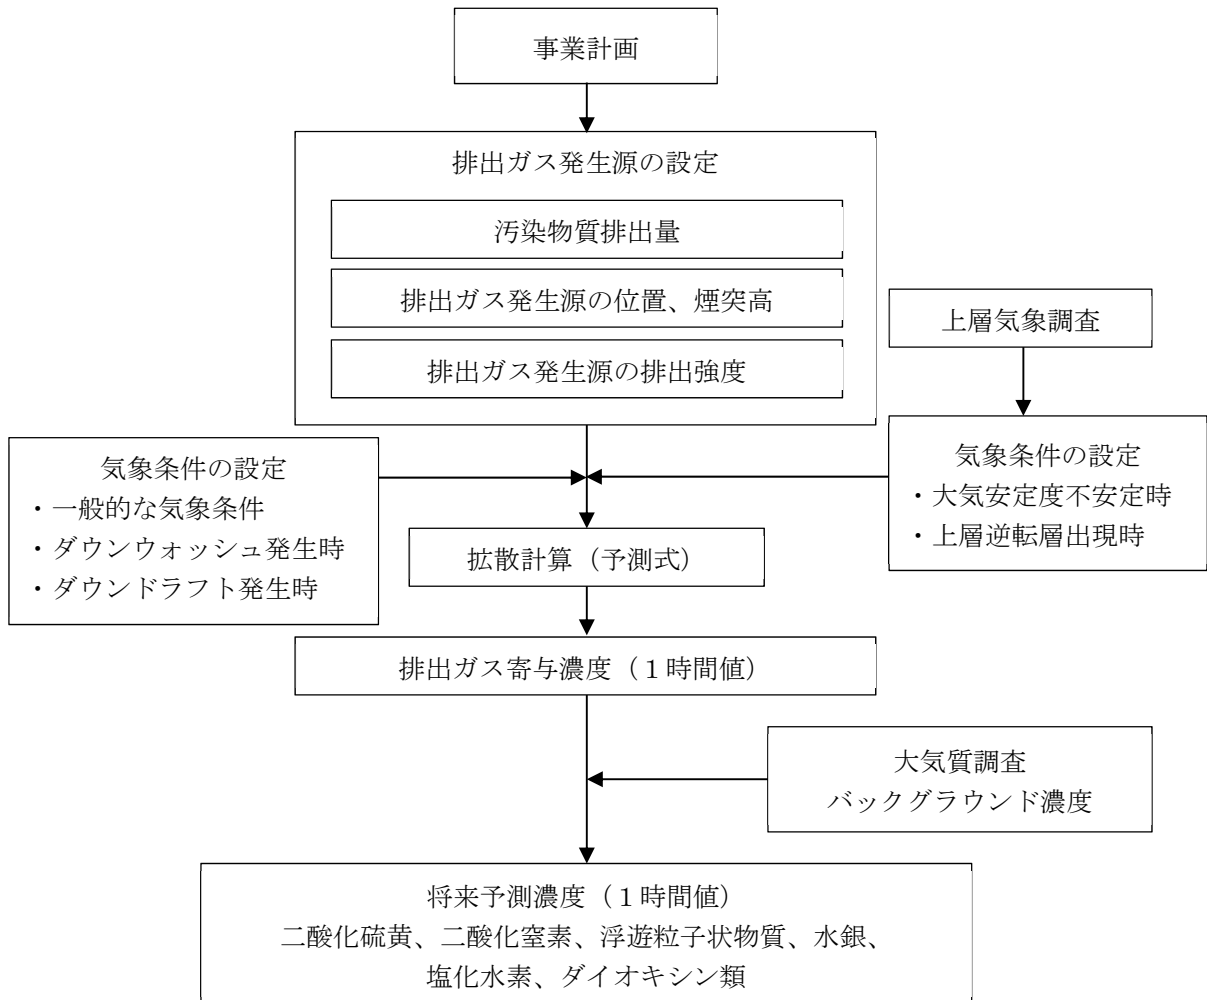 事業計画
排出ガス発生源の設定
汚染物質排出量
排出ガス発生源の位置、煙突高
排出ガス発生源の排出強度
上層気象調査
気象条件の設定
・一般的な気象条件
・ダウンウォッシュ発生時
・ダウンドラフト発生時
気象条件の設定
・大気安定度不安定時
・上層逆転層出現時
拡散計算（予測式）
排出ガス寄与濃度（１時間値）
大気質調査
バックグラウンド濃度
将来予測濃度（１時間値）
二酸化硫黄、二酸化窒素、浮遊粒子状物質、水銀、
塩化水素、ダイオキシン類